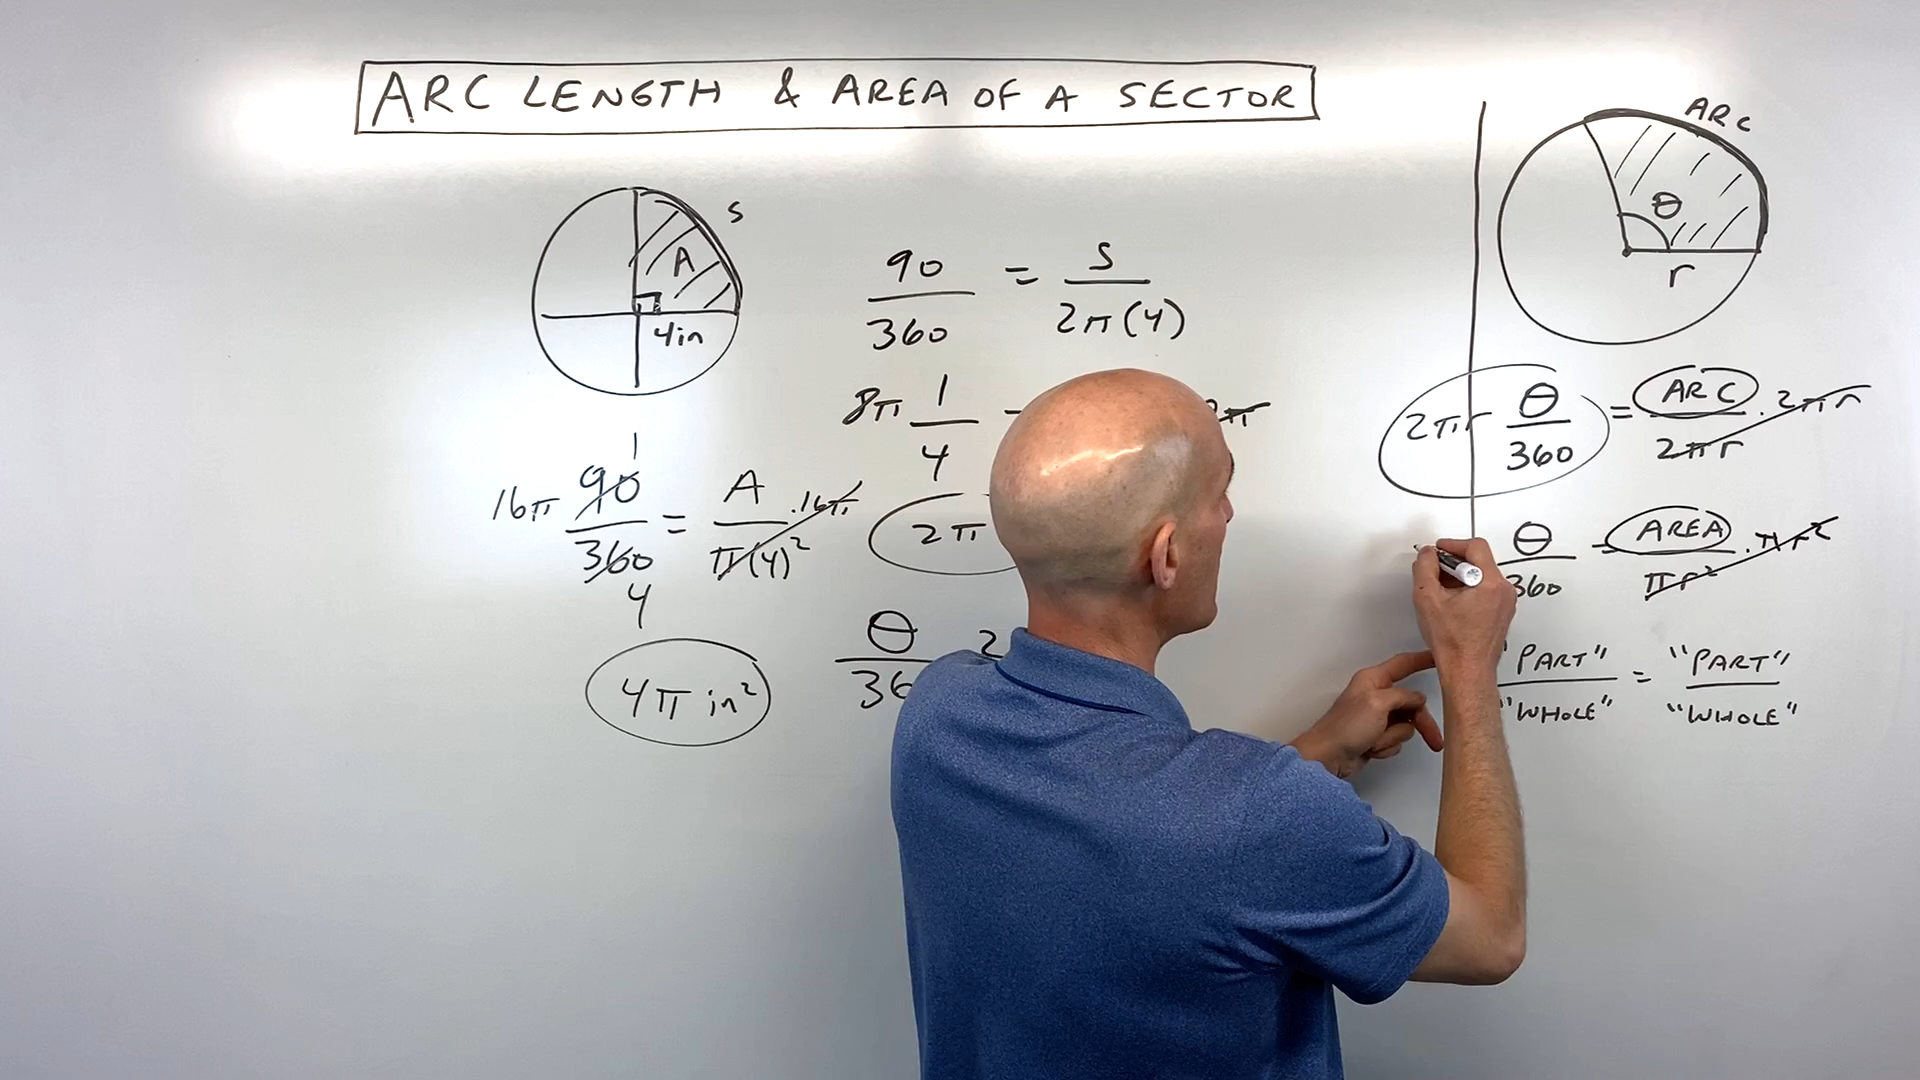 ARC LENGTH & AREA OF A SECTOR
S
A
4in
90/360 = S/2π(4)
8π 1/4
2π
16π 90/360 = A/π(4)² · 16π
1
4
4π in²
θ
ARC
θ
r
2πr θ/360 = ARC/2πr · 2πr
θ/360 = AREA/πr² · πr²
"PART"/"WHOLE" = "PART"/"WHOLE"